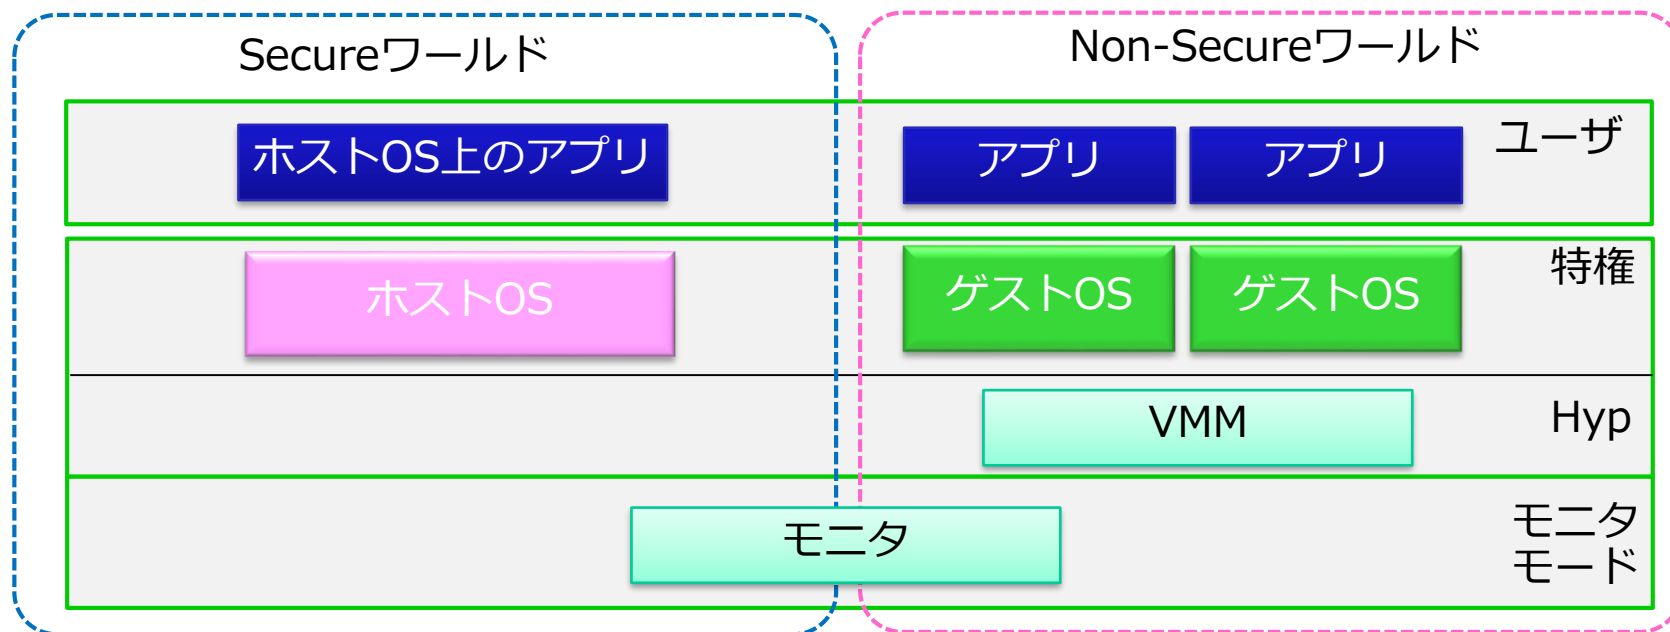 Secureワールド
Non-Secureワールド
ホストOS上のアプリ
アプリ
アプリ
ユーザ
ホストOS
ゲストOS
ゲストOS
特権
VMM
Hyp
モニタ
モニタ
モード